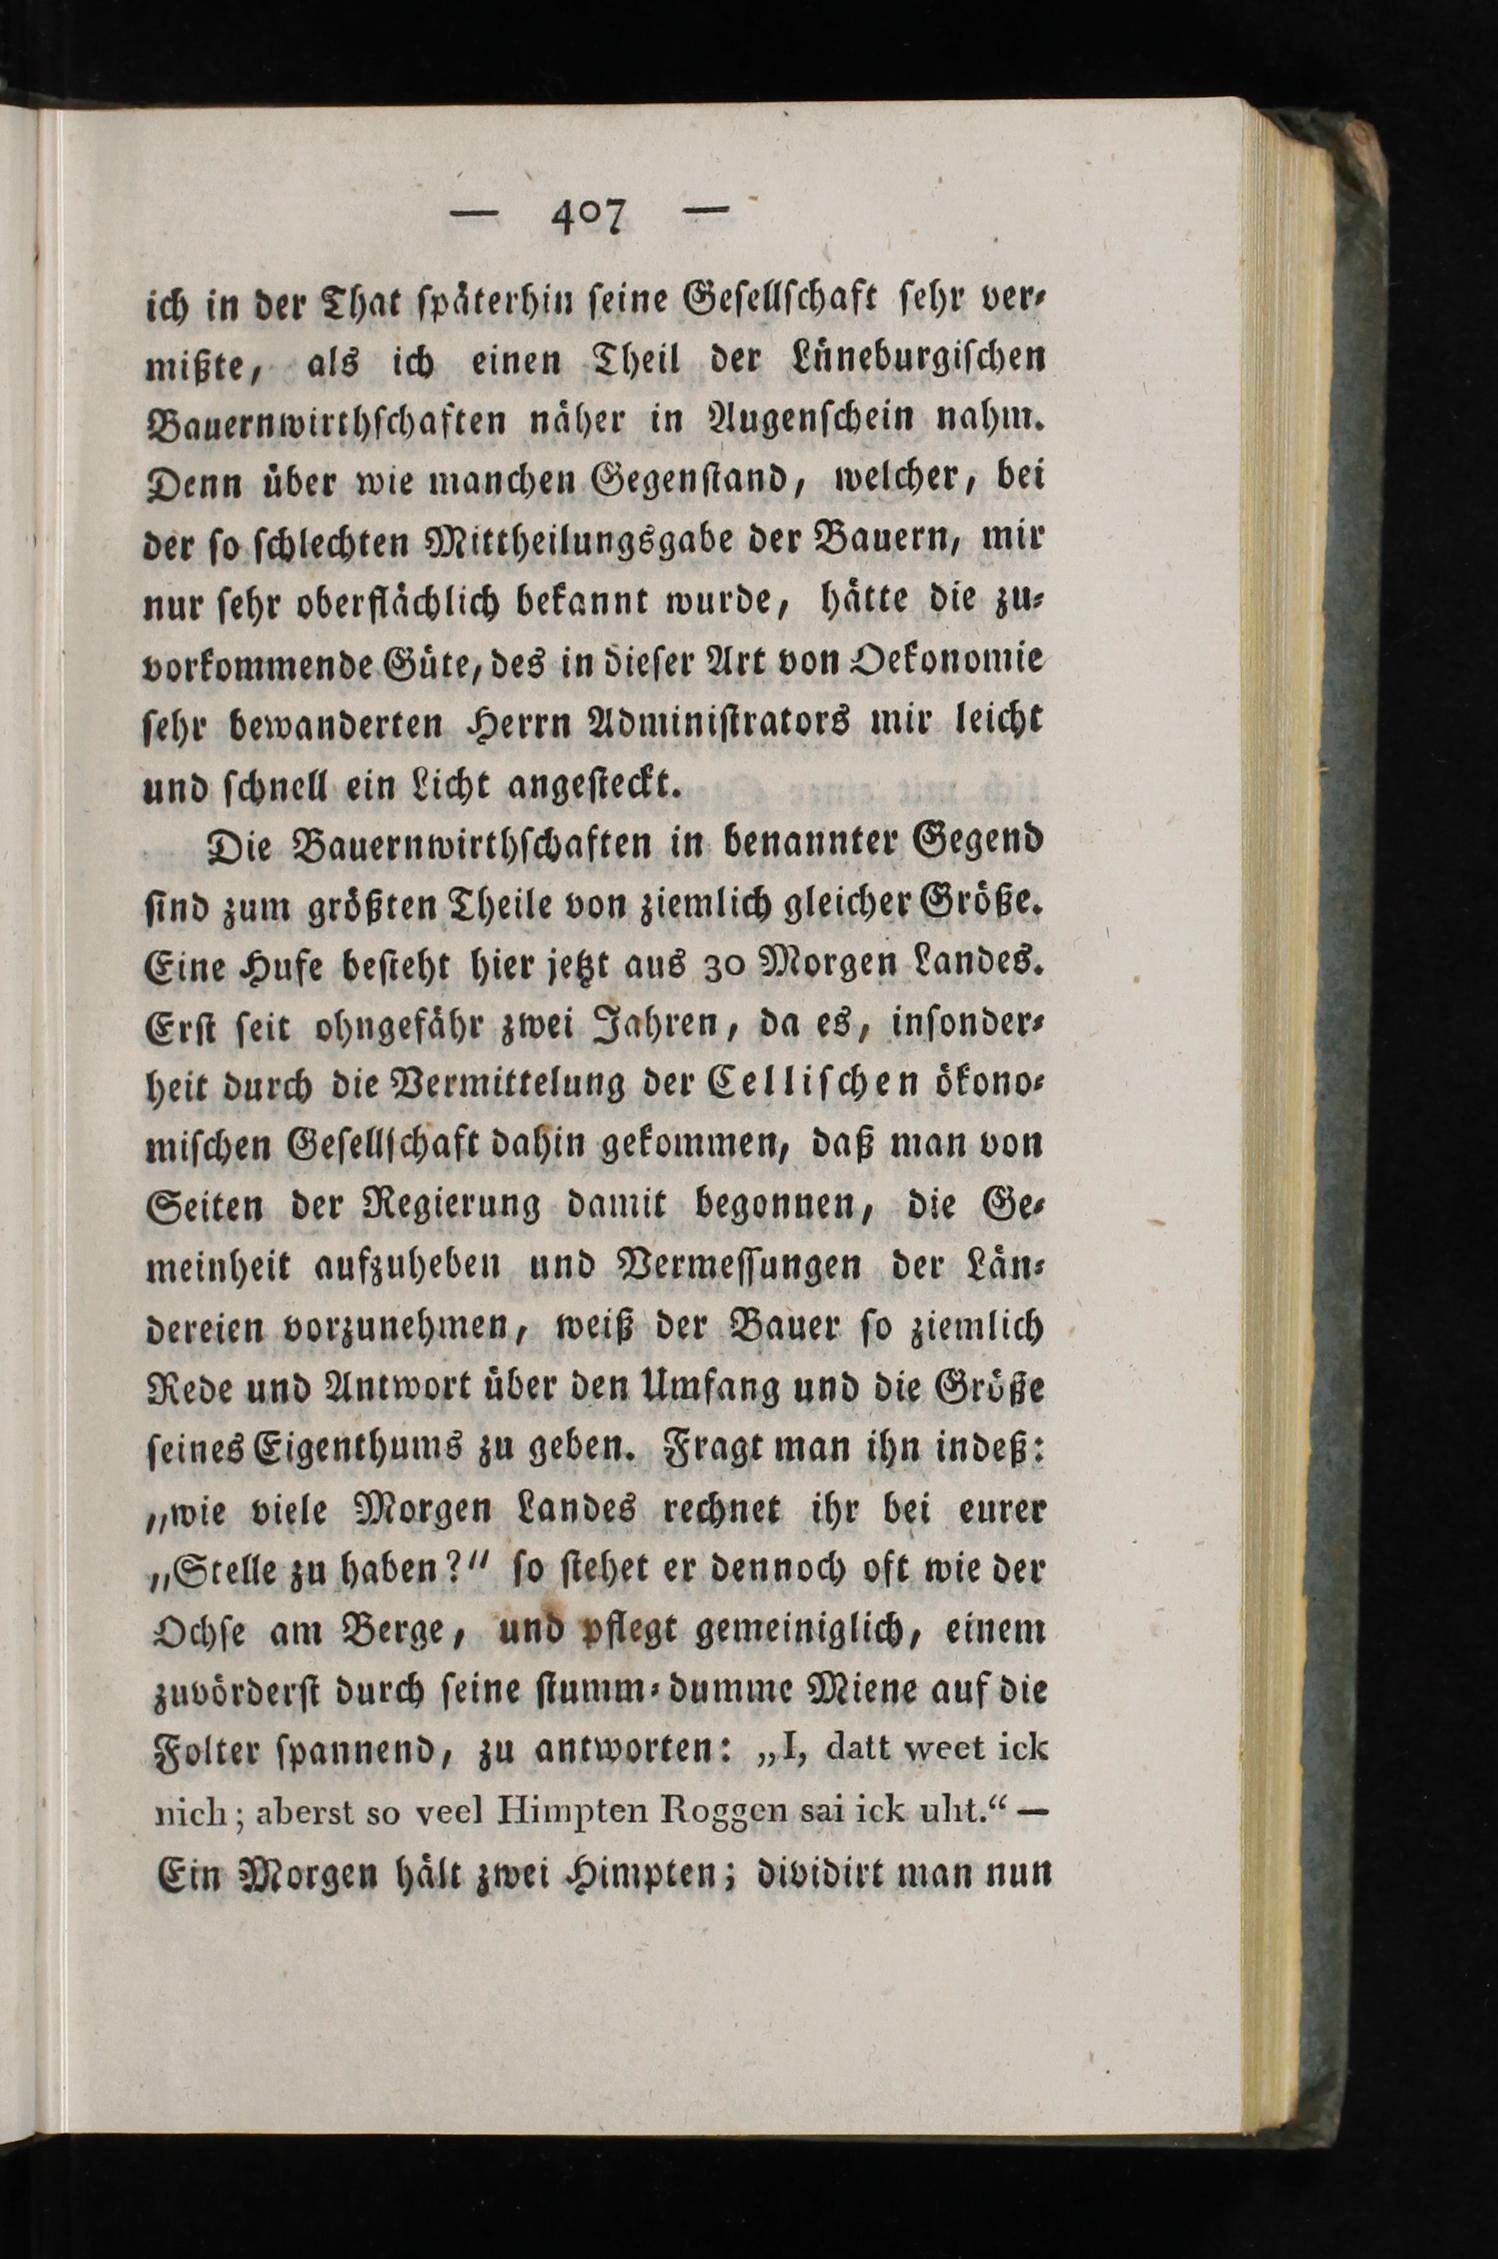 — 407 —
ich in der That späterhin seine Gesellschaft sehr ver-
mißte, als ich einen Theil der Lüneburgischen
Bauernwirthschaften näher in Augenschein nahm.
Denn über wie manchen Gegenstand, welcher, bei
der so schlechten Mittheilungsgabe der Bauern, mir
nur sehr oberflächlich bekannt wurde, hätte die zu-
vorkommende Güte, des in dieser Art von Oekonomie
sehr bewanderten Herrn Administrators mir leicht
und schnell ein Licht angesteckt.
Die Bauernwirthschaften in benannter Gegend
sind zum größten Theile von ziemlich gleicher Größe.
Eine Hufe besteht hier jetzt aus 30 Morgen Landes.
Erst seit ohngefähr zwei Jahren, da es, insonder-
heit durch die Vermittelung der Cellischen ökono-
mischen Gesellschaft dahin gekommen, daß man von
Seiten der Regierung damit begonnen, die Ge-
meinheit aufzuheben und Vermessungen der Län-
dereien vorzunehmen, weiß der Bauer so ziemlich
Rede und Antwort über den Umfang und die Größe
seines Eigenthums zu geben. Fragt man ihn indeß:
„wie viele Morgen Landes rechnet ihr bei eurer
„Stelle zu haben?" so stehet er dennoch oft wie der
Ochse am Berge, und pflegt gemeiniglich, einem
zuvörderst durch seine stumm-dumme Miene auf die
Folter spannend, zu antworten: „I, datt weet ick
nich; aberst so veel Himpten Roggen sai ick uht.“ —
Ein Morgen hält zwei Himpten; dividirt man nun